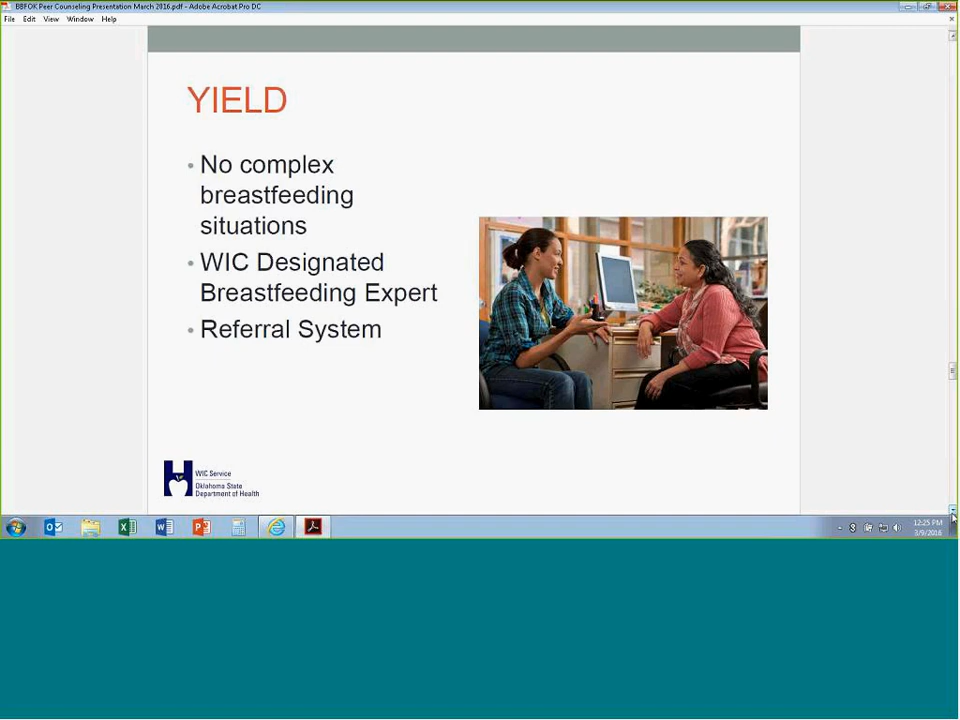 BBFOK Peer Counseling Presentation March 2016.pdf - Adobe Acrobat Pro DC
File Edit View Window Help
YIELD
• No complex
breastfeeding
situations
• WIC Designated
Breastfeeding Expert
• Referral System
WIC Service
Oklahoma State
Department of Health
12:25 PM
3/9/2016